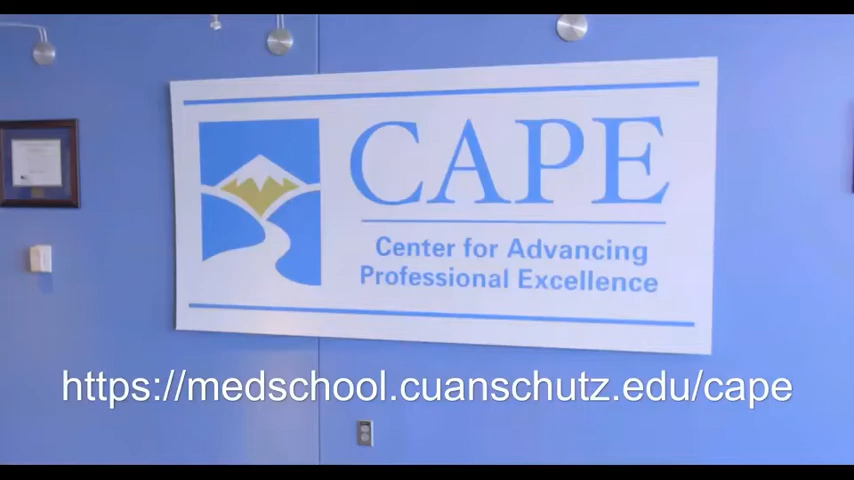 CAPE
Center for Advancing
Professional Excellence
https://medschool.cuanschutz.edu/cape